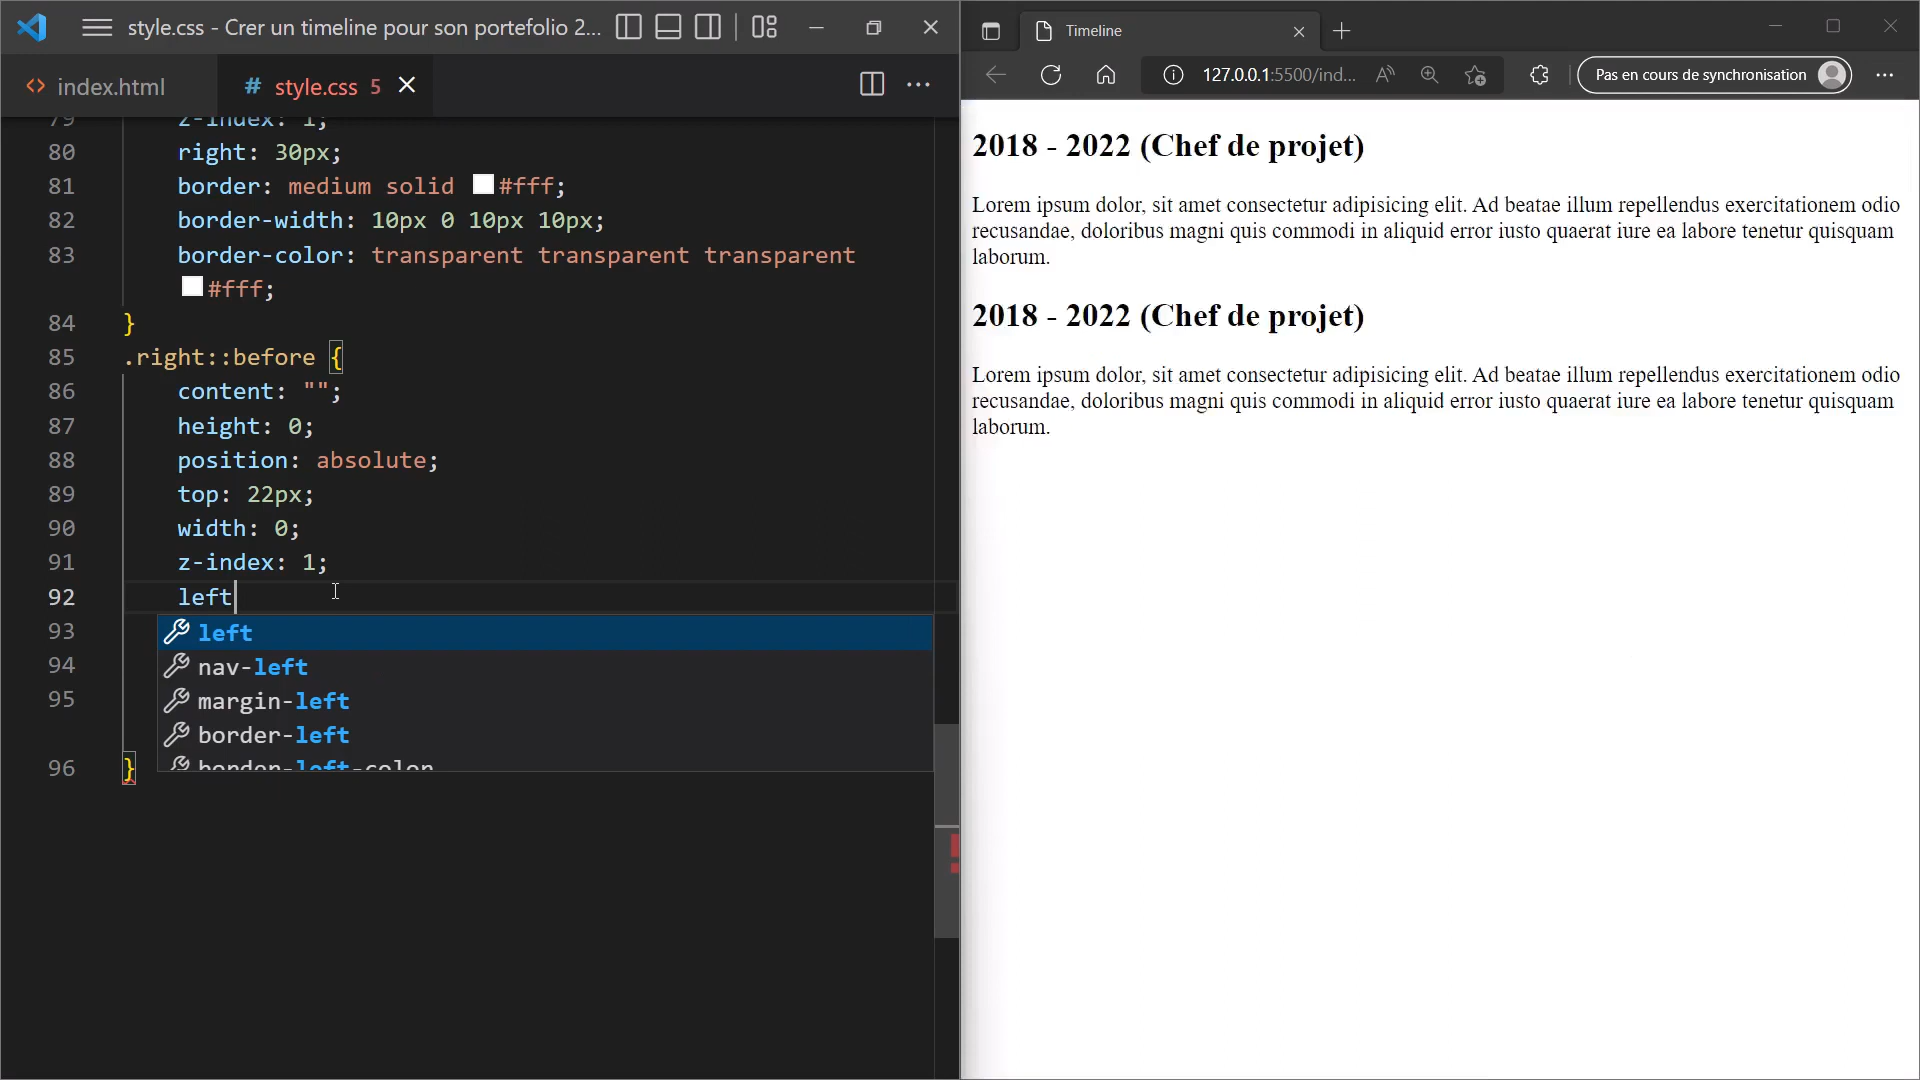 style.css - Crer un timeline pour son portefolio 2...
index.html
# style.css 5
79 z-index: 1;
80 right: 30px;
81 border: medium solid #fff;
82 border-width: 10px 0 10px 10px;
83 border-color: transparent transparent transparent
#fff;
84 }
85 .right::before {
86 content: "";
87 height: 0;
88 position: absolute;
89 top: 22px;
90 width: 0;
91 z-index: 1;
92 left
93 left
94 nav-left
95 margin-left
border-left
96 } border-left-color
Timeline
127.0.0.1:5500/ind...
Pas en cours de synchronisation
2018 - 2022 (Chef de projet)
Lorem ipsum dolor, sit amet consectetur adipisicing elit. Ad beatae illum repellendus exercitationem odio
recusandae, doloribus magni quis commodi in aliquid error iusto quaerat iure ea labore tenetur quisquam
laborum.
2018 - 2022 (Chef de projet)
Lorem ipsum dolor, sit amet consectetur adipisicing elit. Ad beatae illum repellendus exercitationem odio
recusandae, doloribus magni quis commodi in aliquid error iusto quaerat iure ea labore tenetur quisquam
laborum.